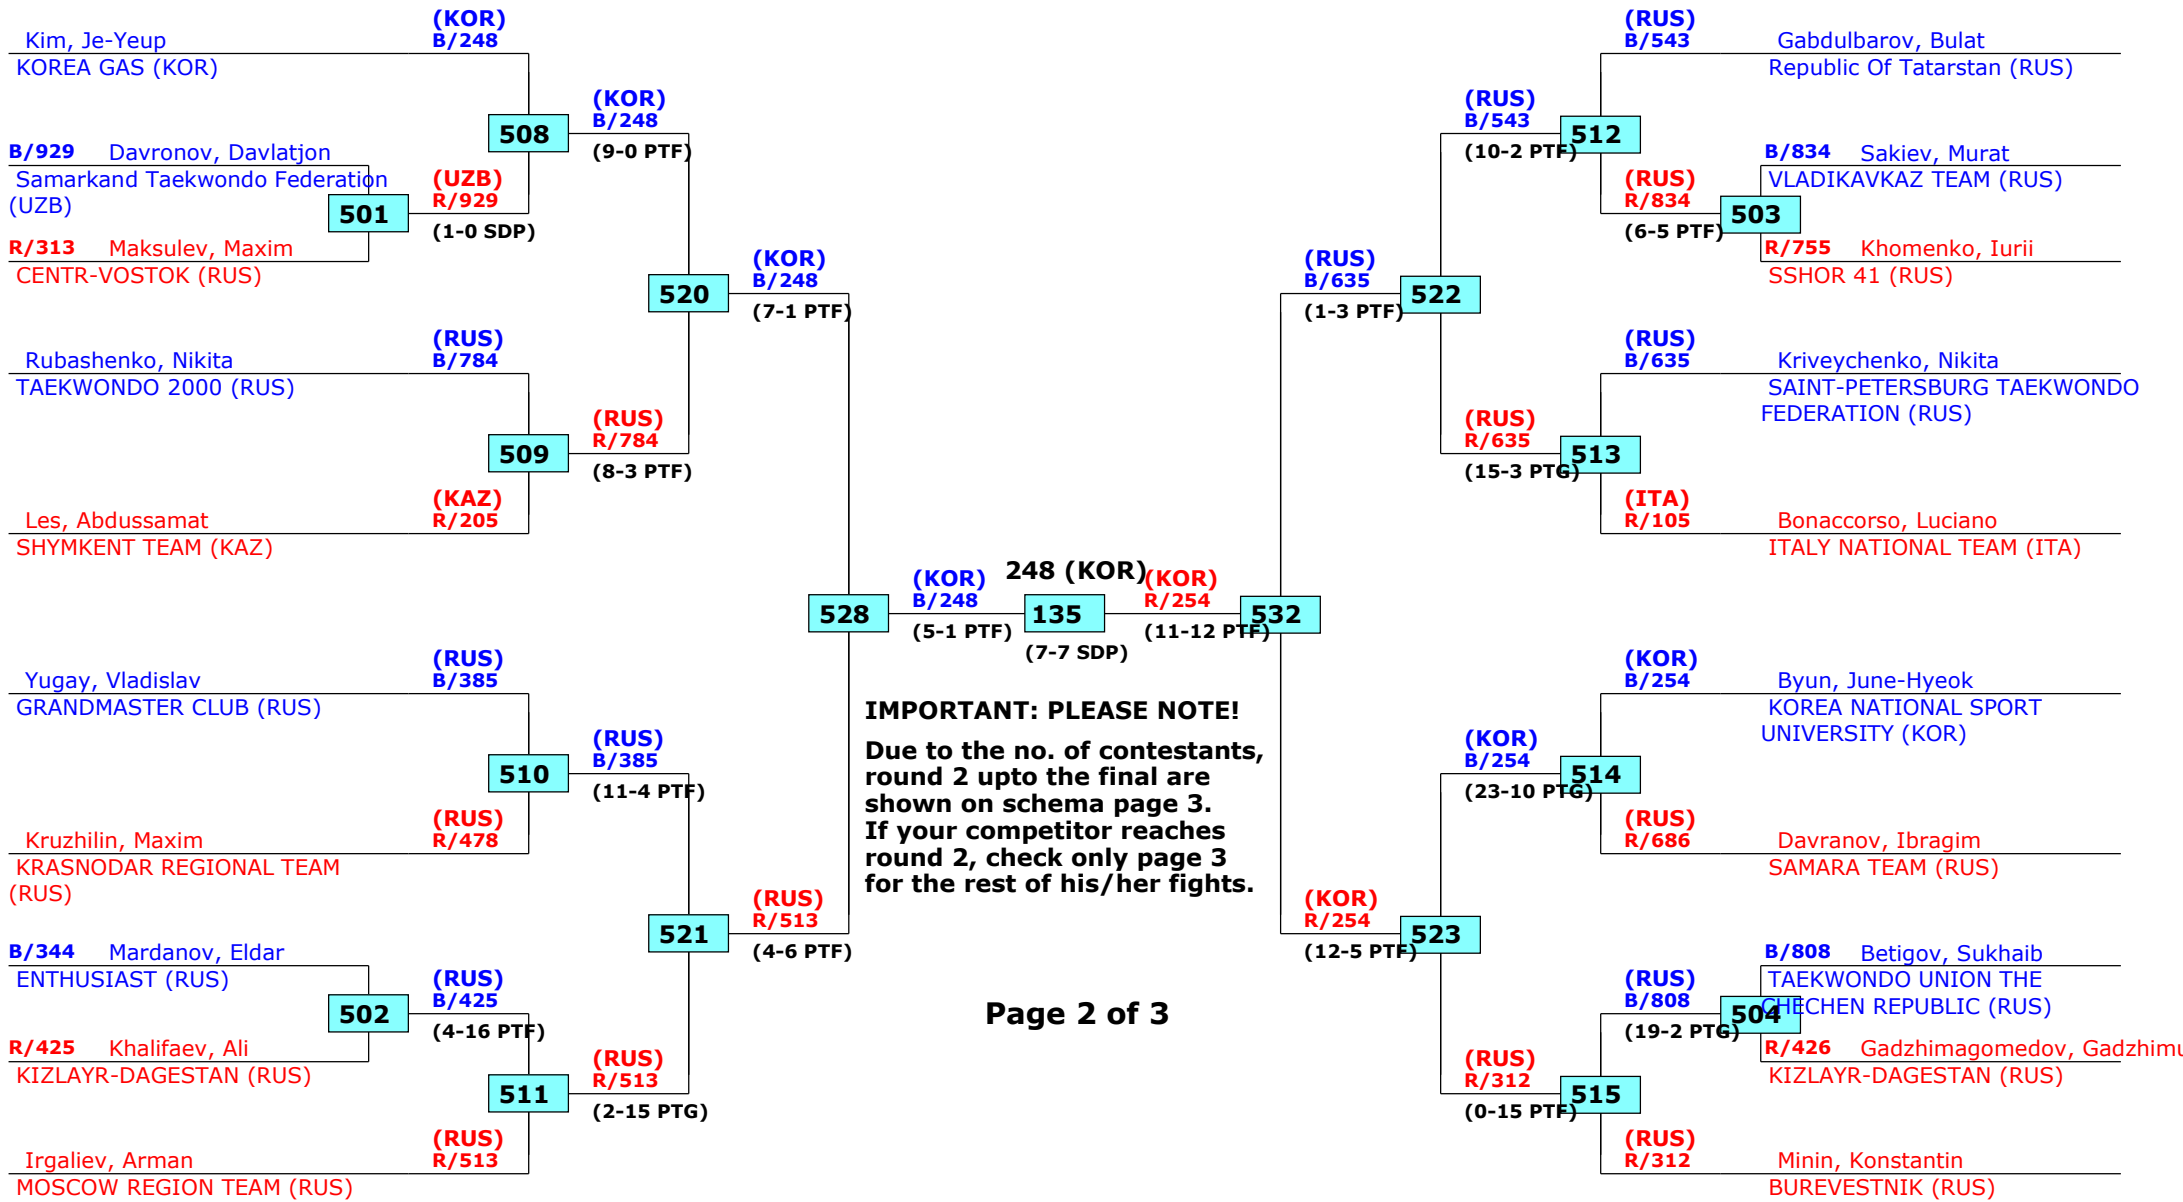 (KOR)
Kim, Je-Yeup B/248
KOREA GAS (KOR)
(KOR)
508 B/248
(9-0 PTF)
B/929 Davronov, Davlatjon
Samarkand Taekwondo Federation
(UZB)
(UZB)
R/929
501
(1-0 SDP)
R/313 Maksulev, Maxim
CENTR-VOSTOK (RUS)
(KOR)
520 B/248
(7-1 PTF)
(RUS)
Rubashenko, Nikita B/784
TAEKWONDO 2000 (RUS)
(RUS)
509 R/784
(8-3 PTF)
(KAZ)
Les, Abdussamat R/205
SHYMKENT TEAM (KAZ)
528
(KOR)
B/248
(5-1 PTF)
248 (KOR)
135
(7-7 SDP)
(KOR)
R/254
(11-12 PTF)
532
(RUS)
Yugay, Vladislav B/385
GRANDMASTER CLUB (RUS)
(RUS)
510 B/385
(11-4 PTF)
(RUS)
Kruzhilin, Maxim R/478
KRASNODAR REGIONAL TEAM
(RUS)
(RUS)
521 R/513
(4-6 PTF)
B/344 Mardanov, Eldar
ENTHUSIAST (RUS)
(RUS)
502 B/425
(4-16 PTF)
R/425 Khalifaev, Ali
KIZLAYR-DAGESTAN (RUS)
(RUS)
511 R/513
(2-15 PTG)
(RUS)
Irgaliev, Arman R/513
MOSCOW REGION TEAM (RUS)
IMPORTANT: PLEASE NOTE!
Due to the no. of contestants,
round 2 upto the final are
shown on schema page 3.
If your competitor reaches
round 2, check only page 3
for the rest of his/her fights.
Page 2 of 3
(RUS)
B/543 Gabdulbarov, Bulat
Republic Of Tatarstan (RUS)
(RUS)
B/543 512
(10-2 PTF)
B/834 Sakiev, Murat
VLADIKAVKAZ TEAM (RUS)
(RUS)
R/834 503
(6-5 PTF)
R/755 Khomenko, Iurii
SSHOR 41 (RUS)
(RUS)
B/635 522
(1-3 PTF)
(RUS)
B/635 Kriveychenko, Nikita
SAINT-PETERSBURG TAEKWONDO
FEDERATION (RUS)
(RUS)
R/635 513
(15-3 PTG)
(ITA)
R/105 Bonaccorso, Luciano
ITALY NATIONAL TEAM (ITA)
(KOR)
B/254 Byun, June-Hyeok
KOREA NATIONAL SPORT
UNIVERSITY (KOR)
(KOR)
B/254 514
(23-10 PTG)
(RUS)
R/686 Davranov, Ibragim
SAMARA TEAM (RUS)
(KOR)
R/254 523
(12-5 PTF)
B/808 Betigov, Sukhaib
TAEKWONDO UNION THE
CHECHEN REPUBLIC (RUS)
(RUS)
B/808 504
(19-2 PTG)
R/426 Gadzhimagomedov, Gadzhimu
KIZLAYR-DAGESTAN (RUS)
(RUS)
R/312 515
(0-15 PTF)
(RUS)
R/312 Minin, Konstantin
BUREVESTNIK (RUS)